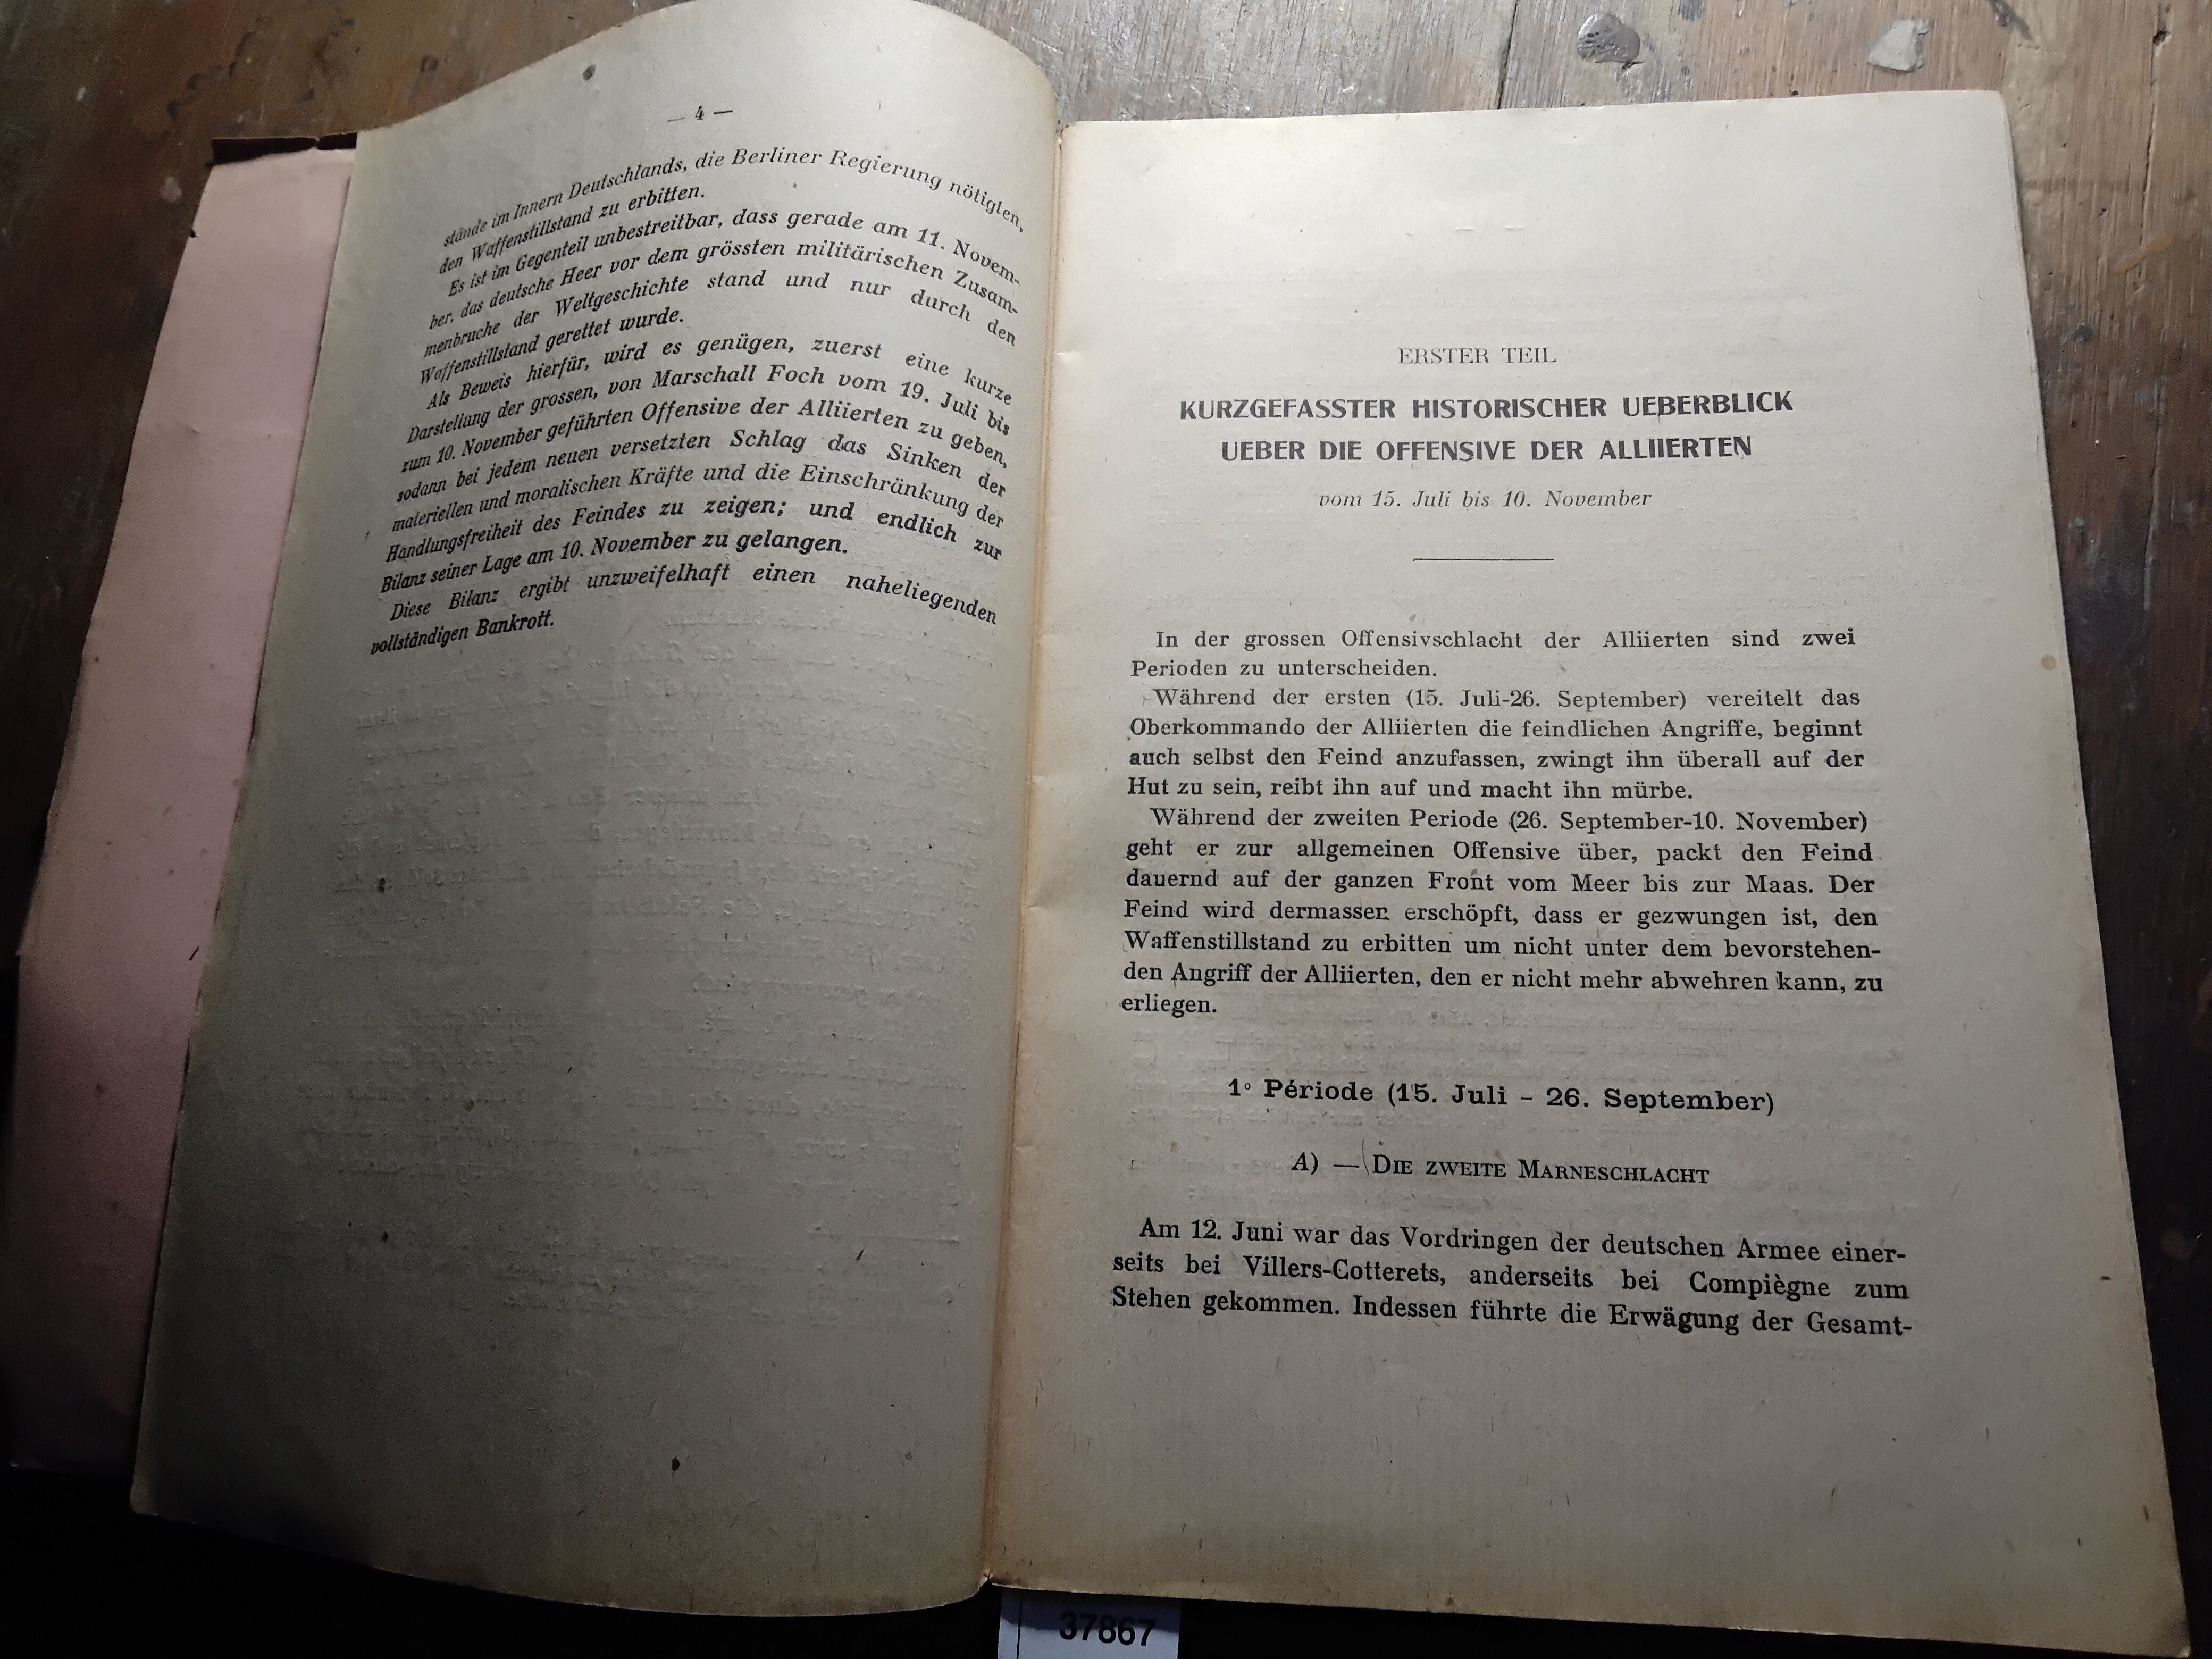 — 4 —
stände im Innern Deutschlands, die Berliner Regierung nötigten,
den Waffenstillstand zu erbitten.
Es ist im Gegenteil unbestreitbar, dass gerade am 11. Novem-
ber, das deutsche Heer vor dem grössten militärischen Zusam-
menbruche der Weltgeschichte stand und nur durch den
Waffenstillstand gerettet wurde.
Als Beweis hierfür, wird es genügen, zuerst eine kurze
Darstellung der grossen, von Marschall Foch vom 19. Juli bis
zum 10. November geführten Offensive der Alliierten zu geben,
sodann bei jedem neuen versetzten Schlag das Sinken der
materiellen und moralischen Kräfte und die Einschränkung der
Handlungsfreiheit des Feindes zu zeigen; und endlich zur
Bilanz seiner Lage am 10. November zu gelangen.
Diese Bilanz ergibt unzweifelhaft einen naheliegenden
vollständigen Bankrott.
ERSTER TEIL
KURZGEFASSTER HISTORISCHER UEBERBLICK
UEBER DIE OFFENSIVE DER ALLIIERTEN
vom 15. Juli bis 10. November
In der grossen Offensivschlacht der Alliierten sind zwei
Perioden zu unterscheiden.
Während der ersten (15. Juli-26. September) vereitelt das
Oberkommando der Alliierten die feindlichen Angriffe, beginnt
auch selbst den Feind anzufassen, zwingt ihn überall auf der
Hut zu sein, reibt ihn auf und macht ihn mürbe.
Während der zweiten Periode (26. September-10. November)
geht er zur allgemeinen Offensive über, packt den Feind
dauernd auf der ganzen Front vom Meer bis zur Maas. Der
Feind wird dermassen erschöpft, dass er gezwungen ist, den
Waffenstillstand zu erbitten um nicht unter dem bevorstehen-
den Angriff der Alliierten, den er nicht mehr abwehren kann, zu
erliegen.
1° Période (15. Juli - 26. September)
A) — DIE ZWEITE MARNESCHLACHT
Am 12. Juni war das Vordringen der deutschen Armee einer-
seits bei Villers-Cotterets, anderseits bei Compiègne zum
Stehen gekommen. Indessen führte die Erwägung der Gesamt-
37867